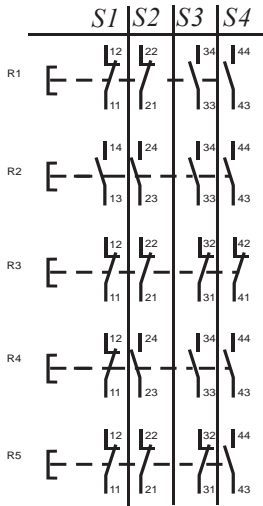 S1 S2 S3 S4
12 22 34 44
R1
11 21 33 43
14 24 34 44
R2
13 23 33 43
12 22 32 42
R3
11 21 31 41
12 24 34 44
R4
11 23 33 43
12 22 32 44
R5
11 21 31 43